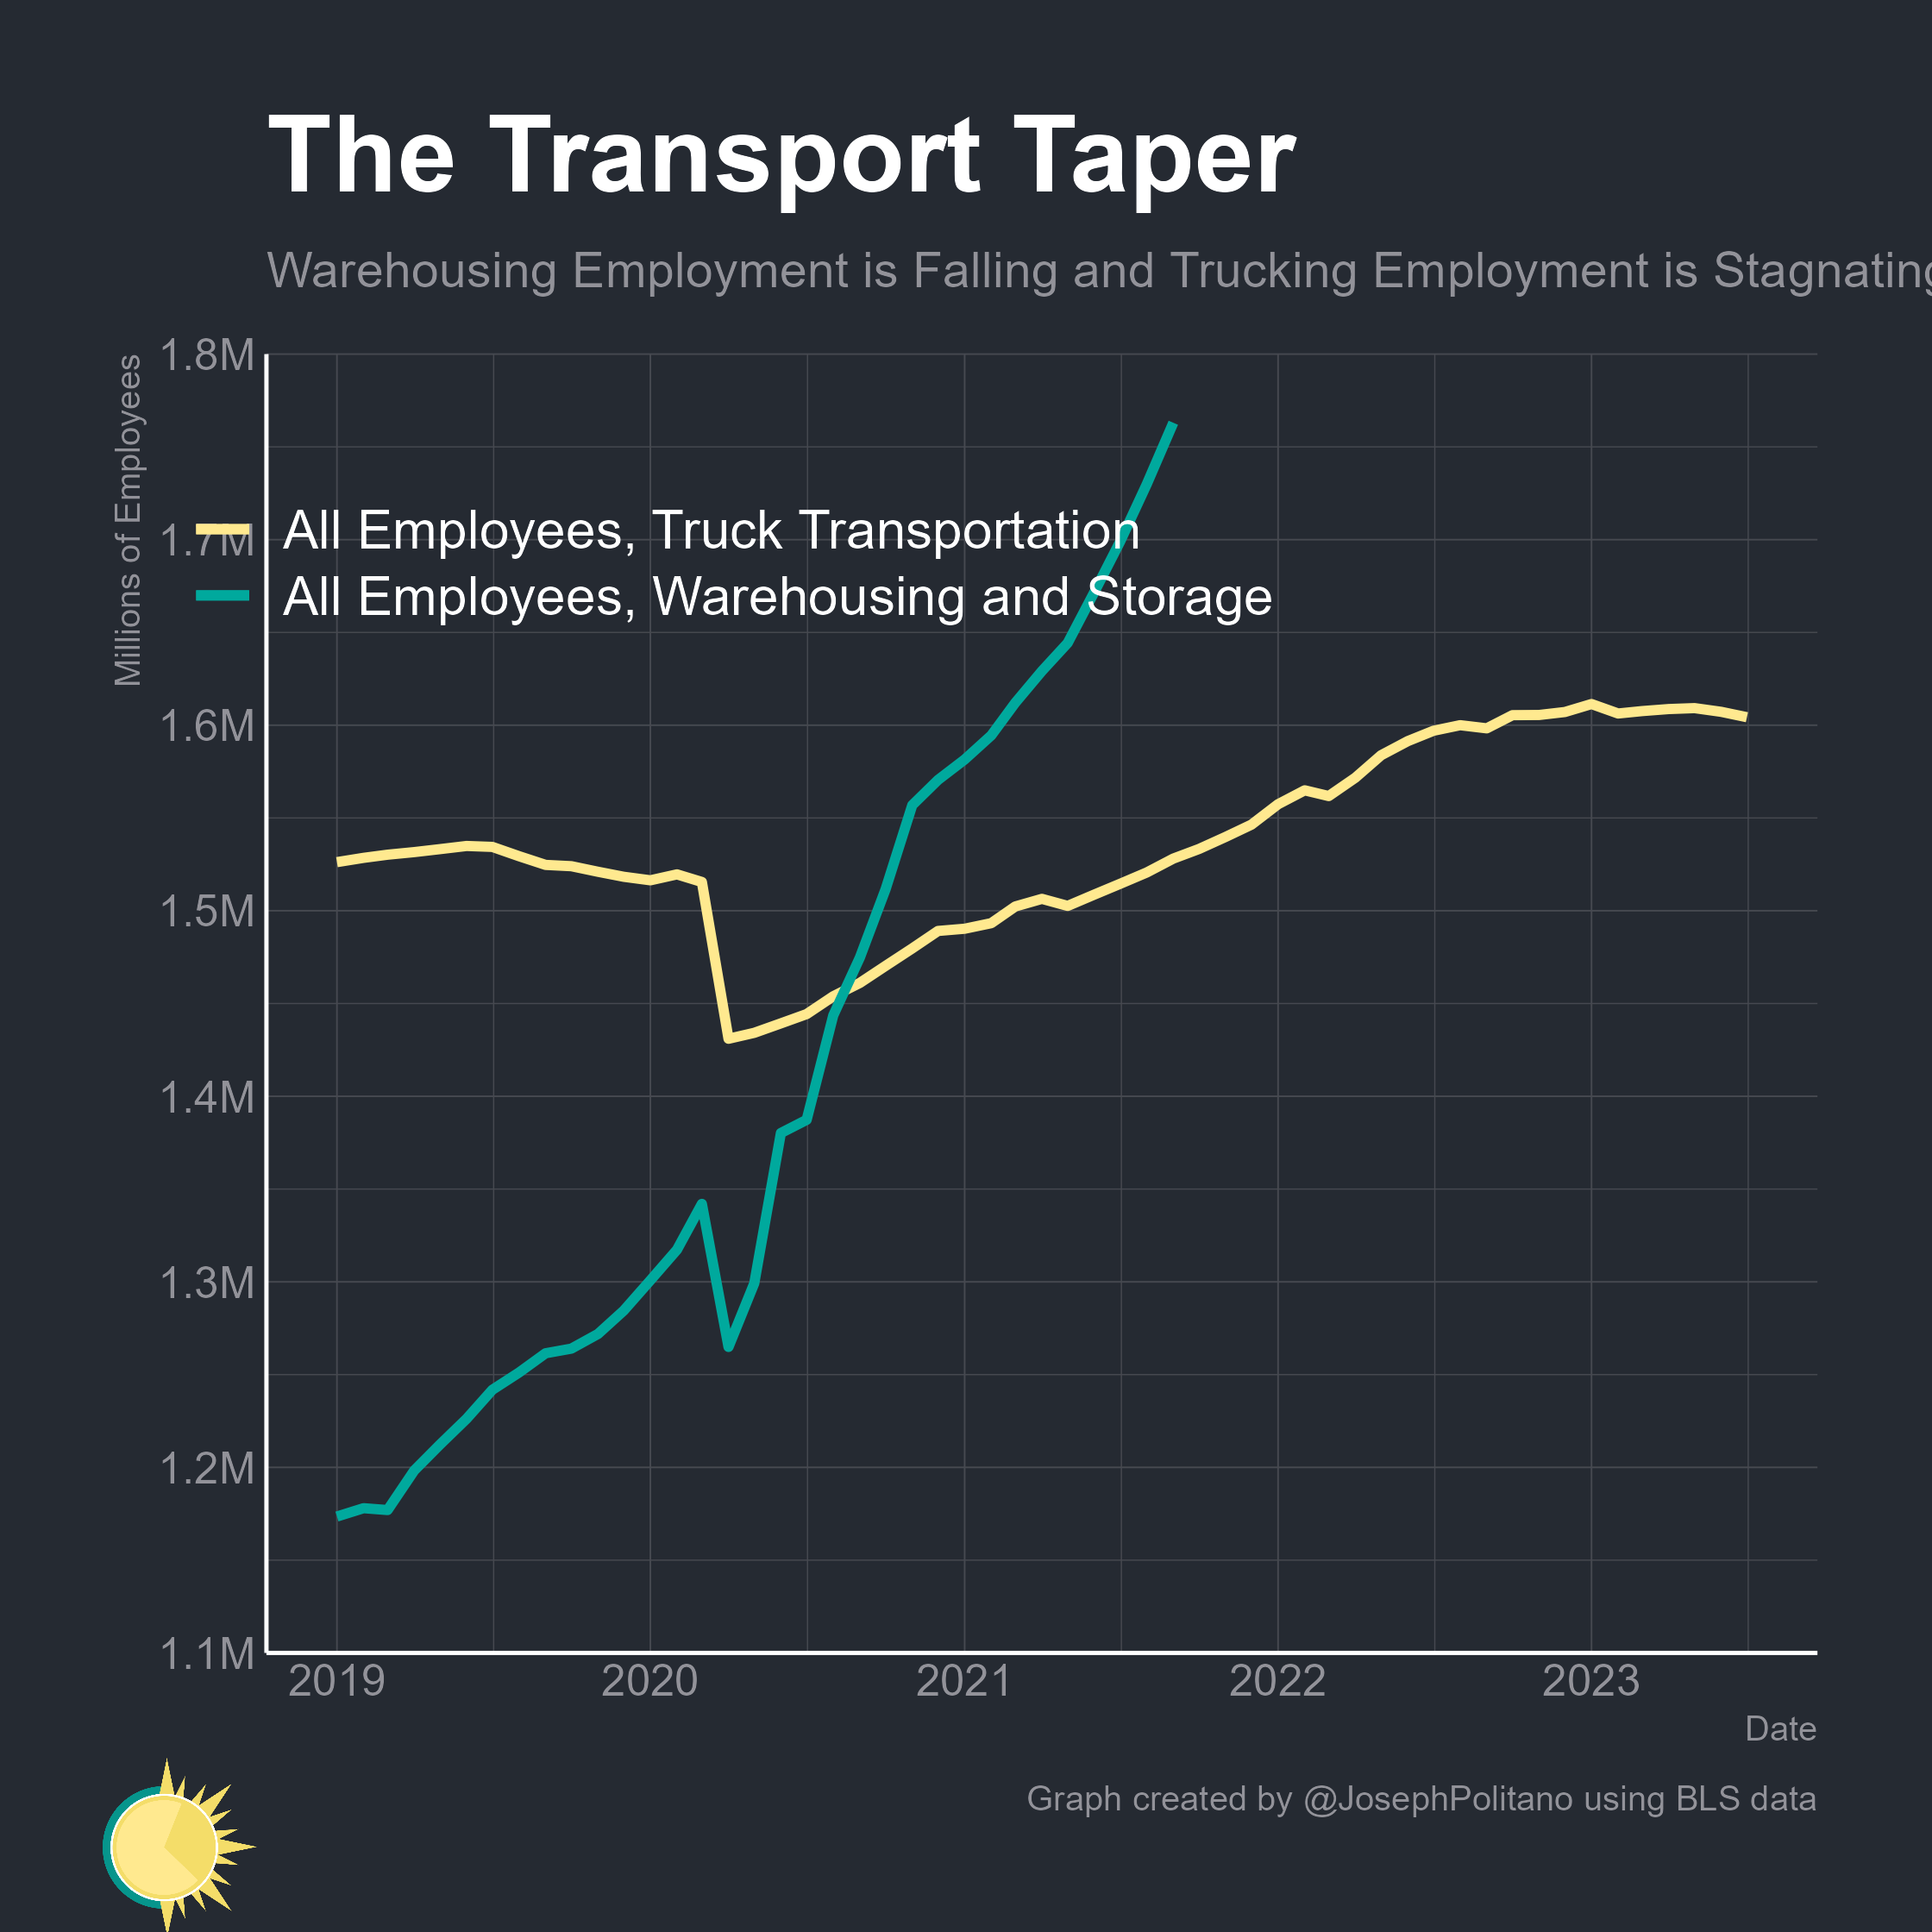 The Transport Taper
Warehousing Employment is Falling and Trucking Employment is Stagnating
Millions of Employees
1.8M
1.7M
All Employees, Truck Transportation
All Employees, Warehousing and Storage
1.6M
1.5M
1.4M
1.3M
1.2M
1.1M
2019 2020 2021 2022 2023
Date
Graph created by @JosephPolitano using BLS data